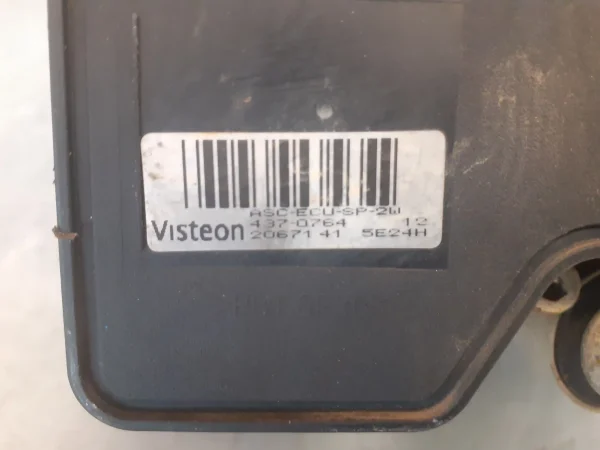 ASC-ECU-SP-2W
Visteon
437-0764 12
2067141 5E24H